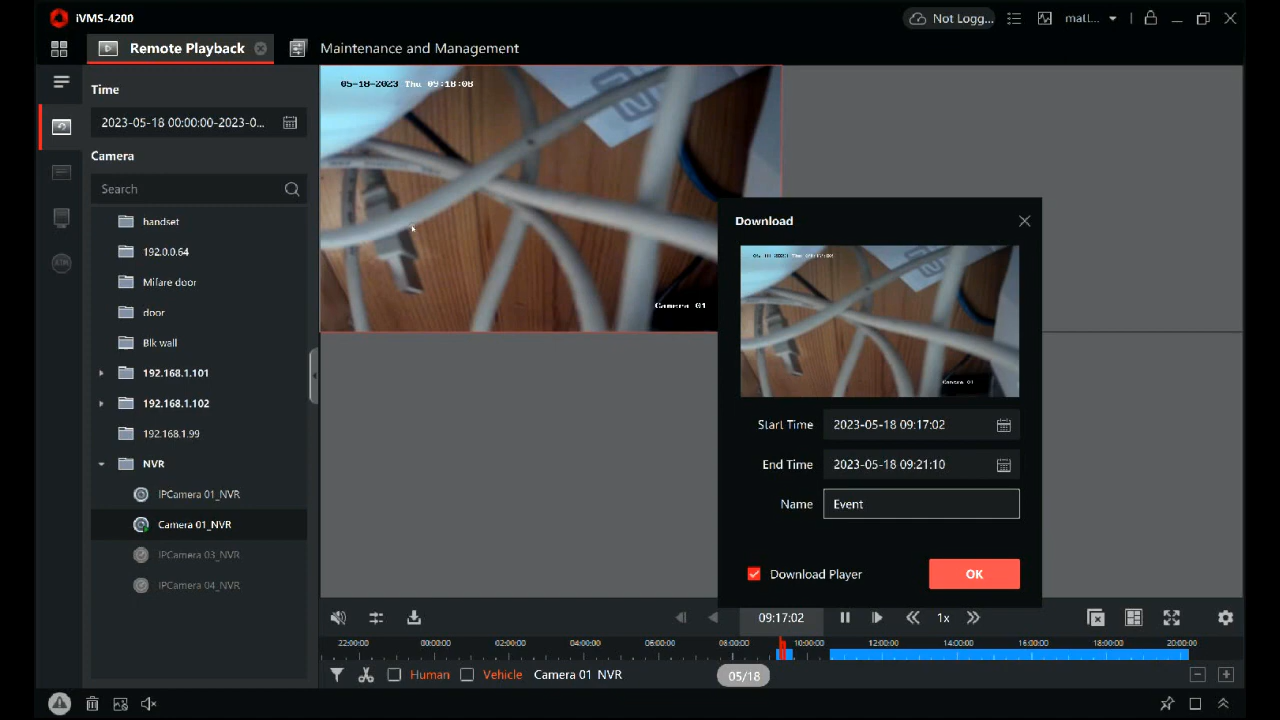 iVMS-4200
Not Logg...
matl...
Remote Playback
Maintenance and Management
Time
2023-05-18 00:00:00-2023-0...
Camera
Search
handset
192.0.0.64
Mifare door
door
Blk wall
192.168.1.101
192.168.1.102
192.168.1.99
NVR
IPCamera 01_NVR
Camera 01_NVR
IPCamera 03_NVR
IPCamera 04_NVR
05-18-2023 Thu 09:18:08
Camera 01
Download
Camera 01
Start Time
2023-05-18 09:17:02
End Time
2023-05-18 09:21:10
Name
Event
Download Player
OK
09:17:02
1x
22:00:00 00:00:00 02:00:00 04:00:00 06:00:00 08:00:00 10:00:00 12:00:00 14:00:00 16:00:00 18:00:00 20:00:00
Human
Vehicle
Camera 01 NVR
05/18